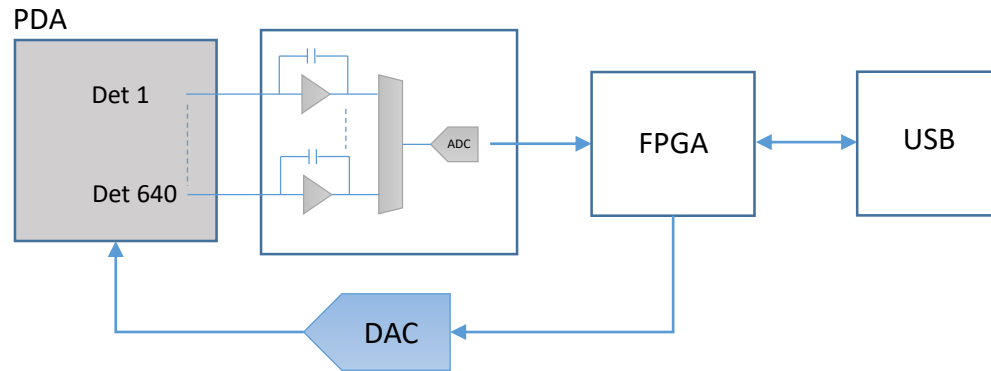 PDA
Det 1
Det 640
ADC
FPGA
USB
DAC